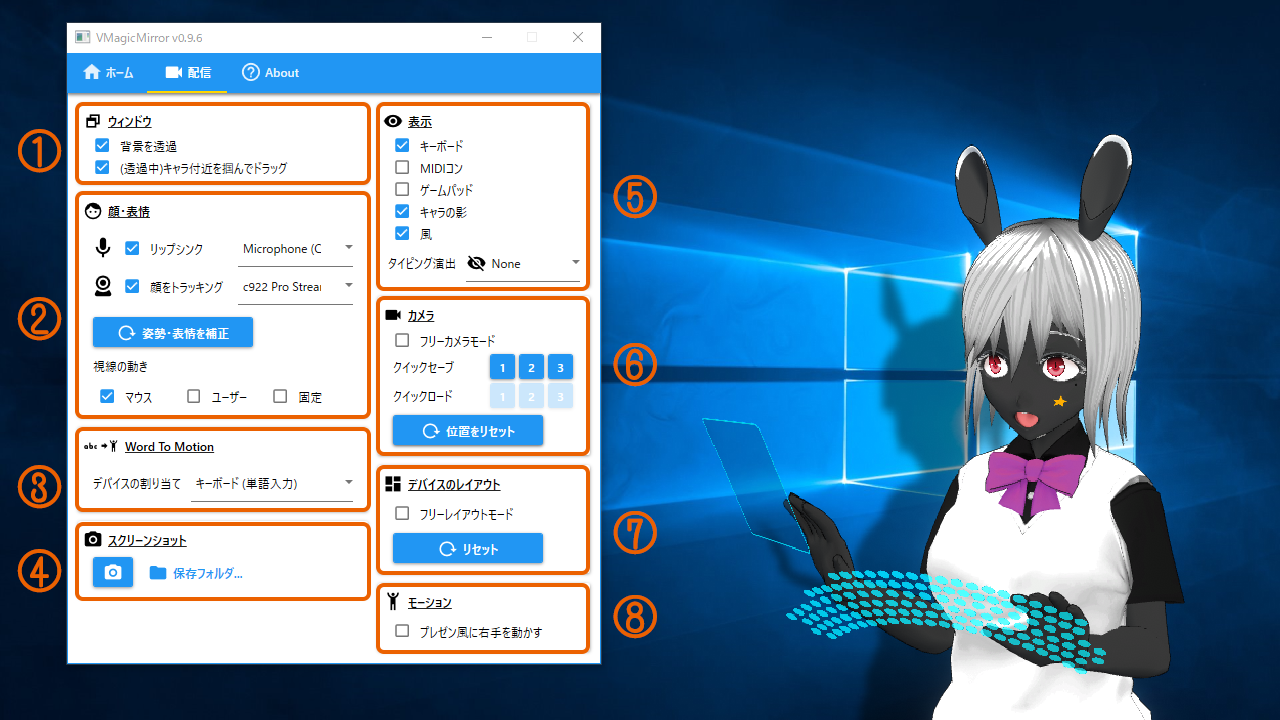 VMagicMirror v0.9.6
ホーム
配信
About
①
ウィンドウ
背景を透過
(透過中)キャラ付近を掴んでドラッグ
②
顔・表情
リップシンク
Microphone (C
顔をトラッキング
c922 Pro Strear
姿勢・表情を補正
視線の動き
マウス
ユーザー
固定
③
abc
Word To Motion
デバイスの割り当て
キーボード (単語入力)
④
スクリーンショット
保存フォルダ...
⑤
表示
キーボード
MIDIコン
ゲームパッド
キャラの影
風
タイピング演出
None
⑥
カメラ
フリーカメラモード
クイックセーブ
1 2 3
クイックロード
1 2 3
位置をリセット
⑦
デバイスのレイアウト
フリーレイアウトモード
リセット
⑧
モーション
プレゼン風に右手を動かす